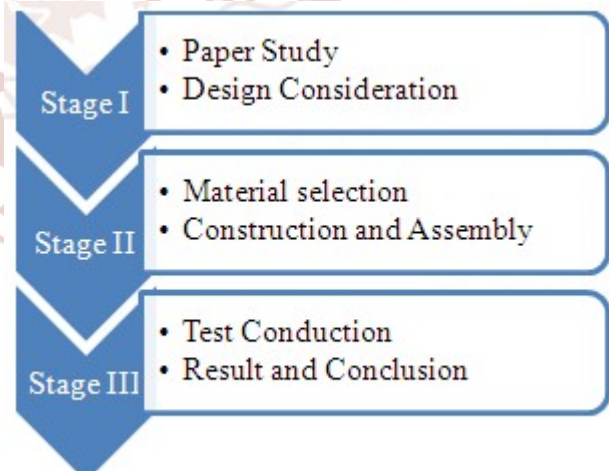 Stage I
• Paper Study
• Design Consideration
Stage II
• Material selection
• Construction and Assembly
Stage III
• Test Conduction
• Result and Conclusion